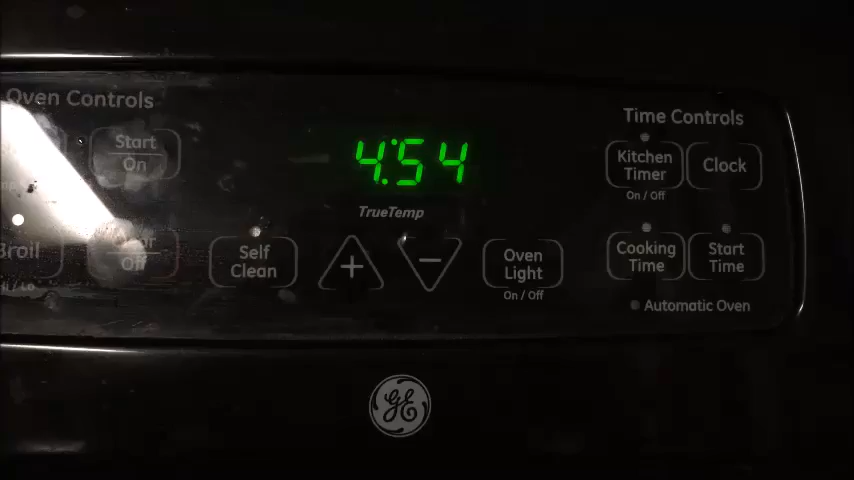 Oven Controls
Time Controls
Start
On
4:54
Kitchen
Timer
On / Off
Clock
TrueTemp
Broil
Off
Self
Clean
+
−
Oven
Light
On / Off
Cooking
Time
Start
Time
Automatic Oven
GE